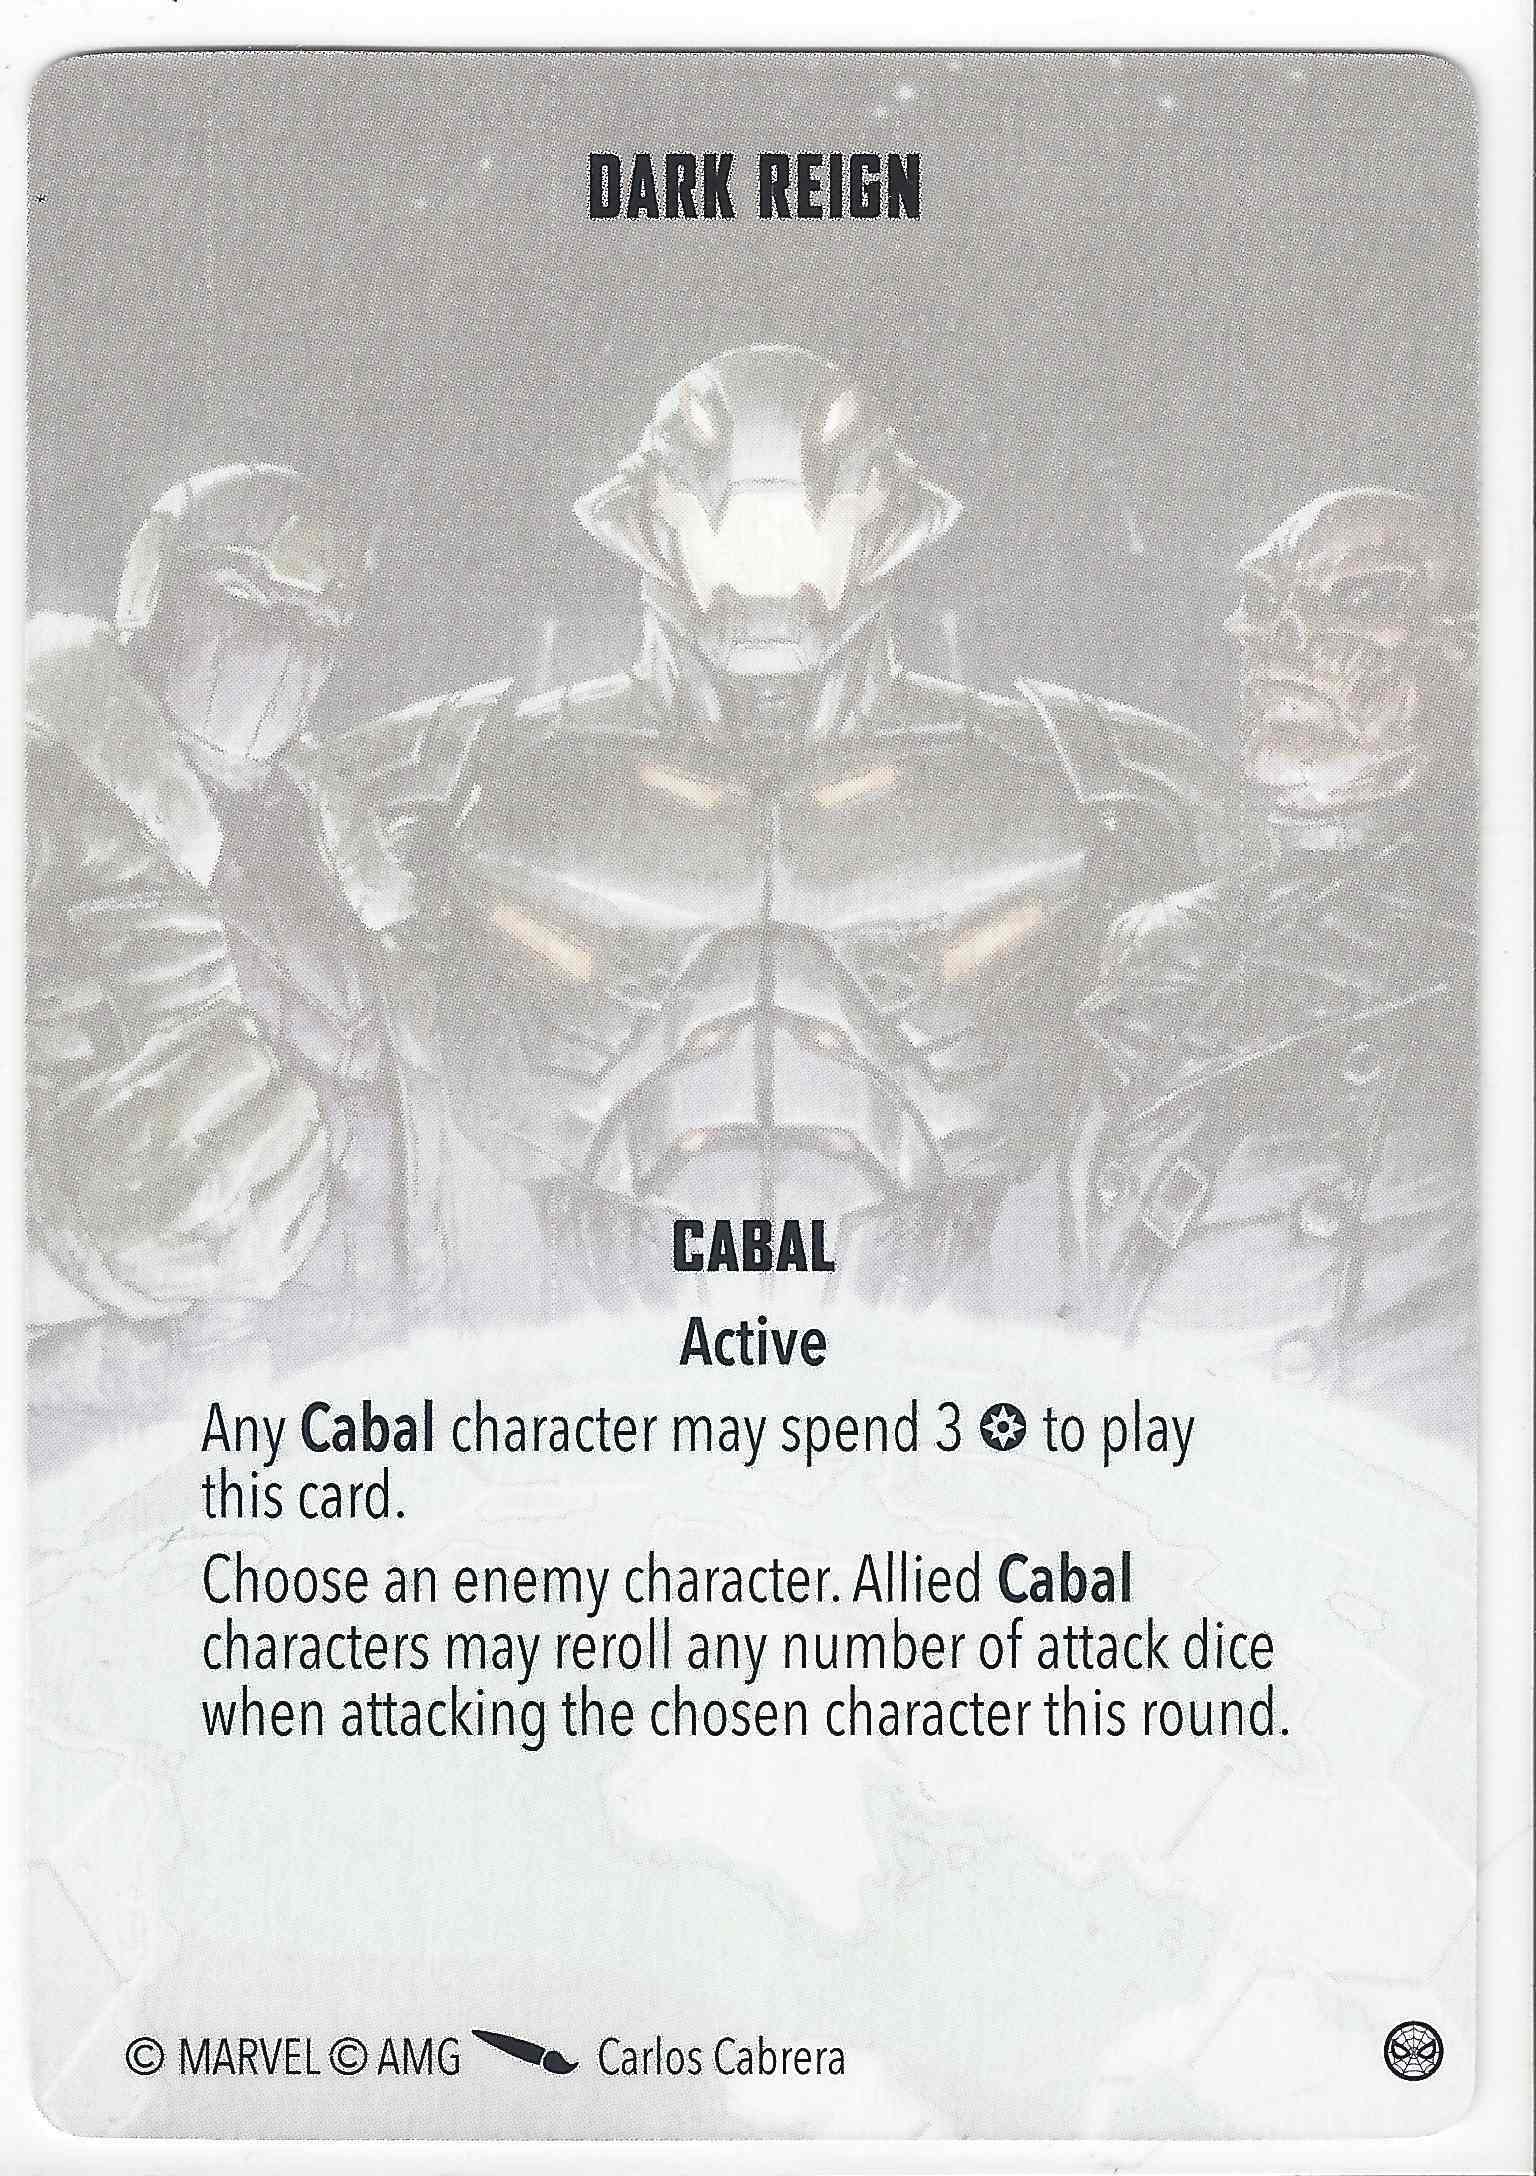 DARK REIGN
CABAL
Active
Any Cabal character may spend 3 to play
this card.
Choose an enemy character. Allied Cabal
characters may reroll any number of attack dice
when attacking the chosen character this round.
© MARVEL © AMG Carlos Cabrera